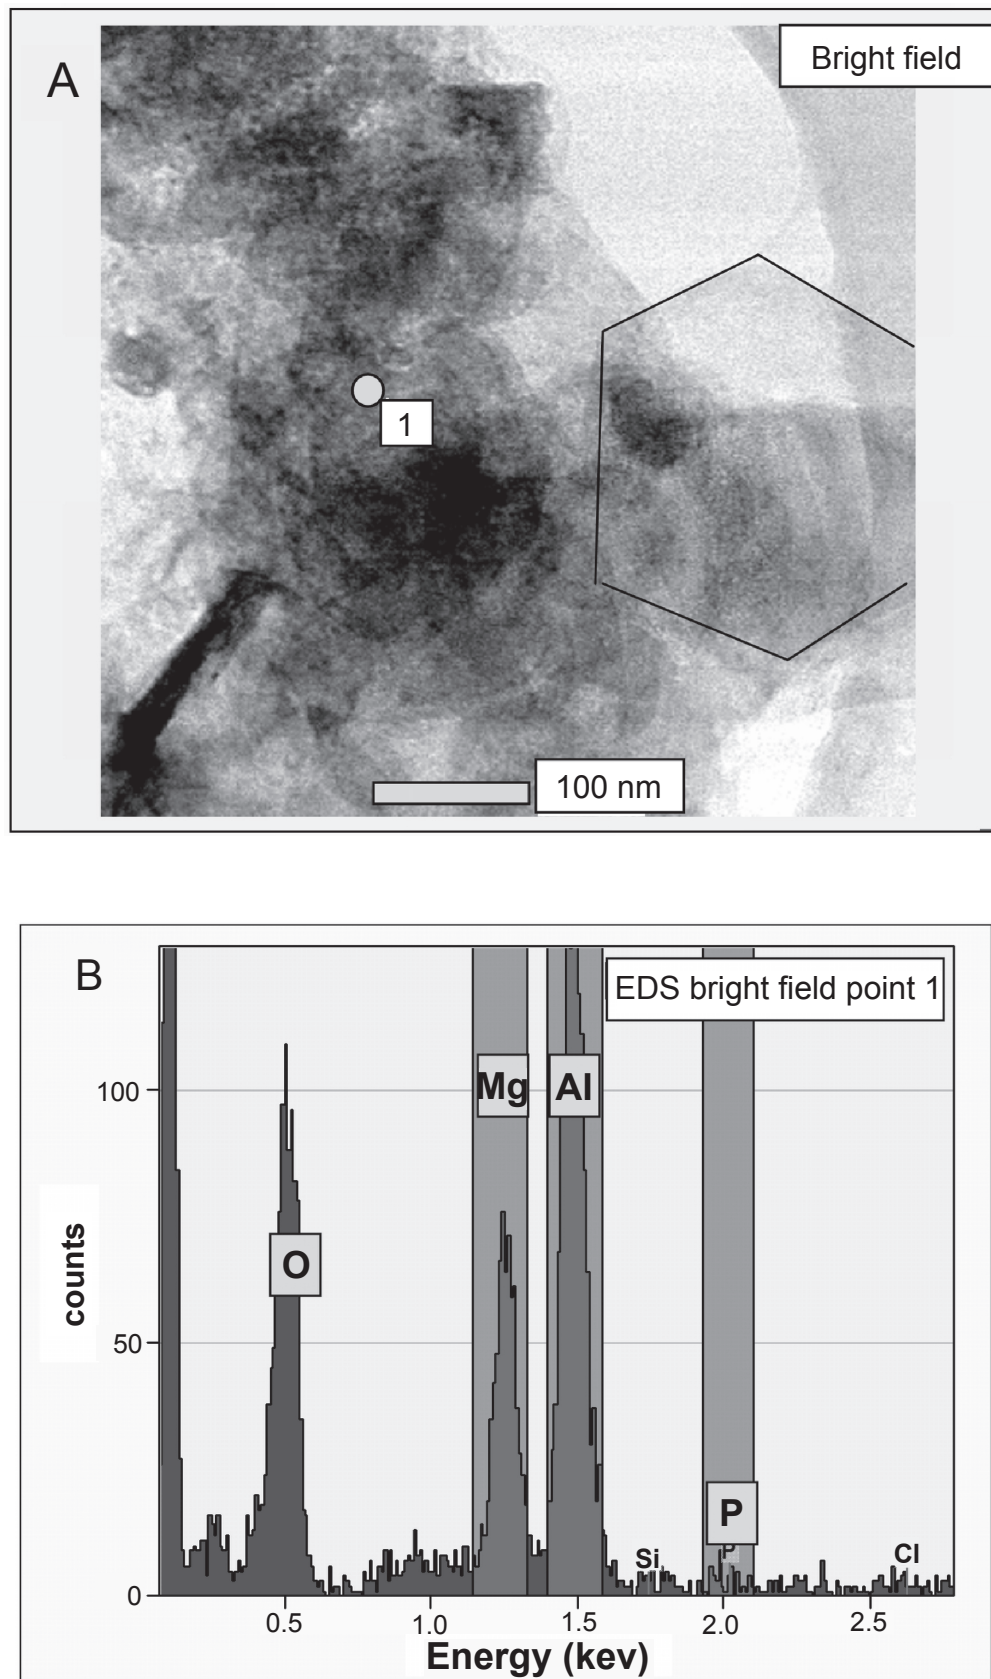 A
Bright field
1
100 nm
B
EDS bright field point 1
Mg
Al
100
counts
O
50
P
P
Si
Cl
0
0.5
1.0
1.5
2.0
2.5
Energy (kev)